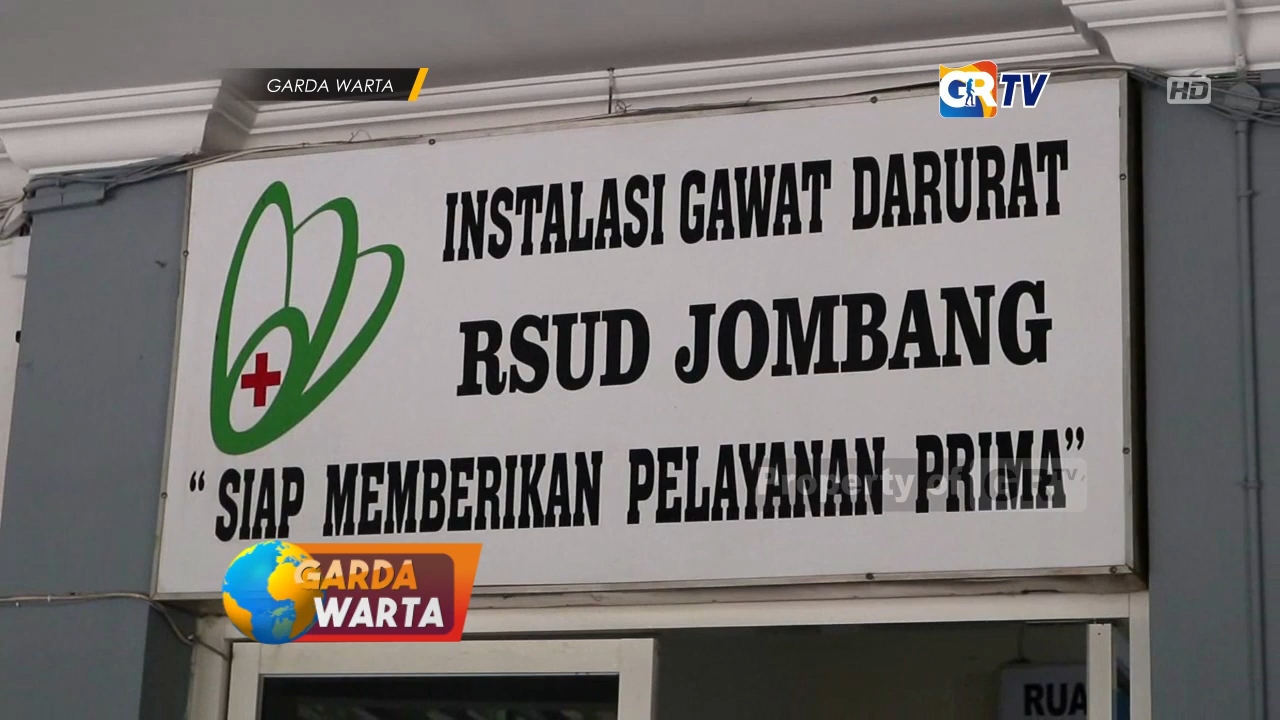 GARDA WARTA
GRTV
HD
INSTALASI GAWAT DARURAT
RSUD JOMBANG
“ SIAP MEMBERIKAN PELAYANAN PRIMA”
Property of GRTV
GARDA
WARTA
RUA